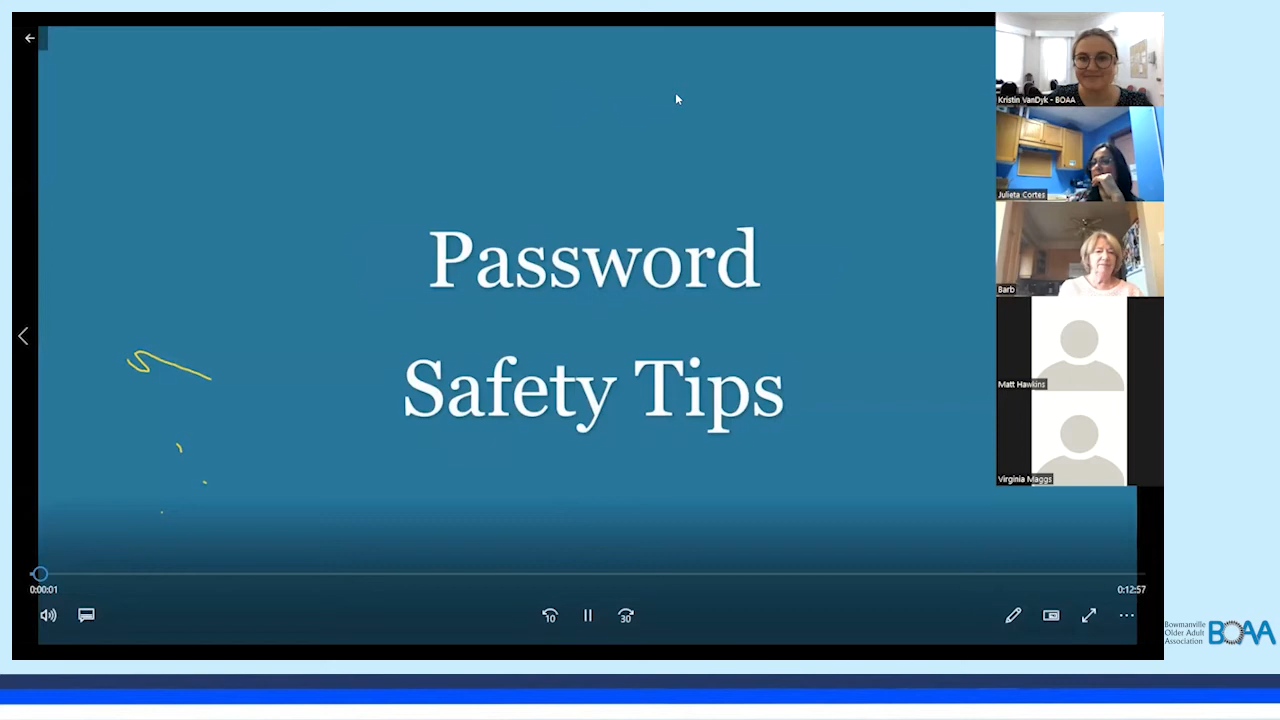 Password
Safety Tips
Kristin VanDyk - BOAA
Julieta Cortes
Barb
Matt Hawkins
Virginia Maggs
0:00:01
0:12:57
10
30
Bowmanville
Older Adult
Association
BOAA